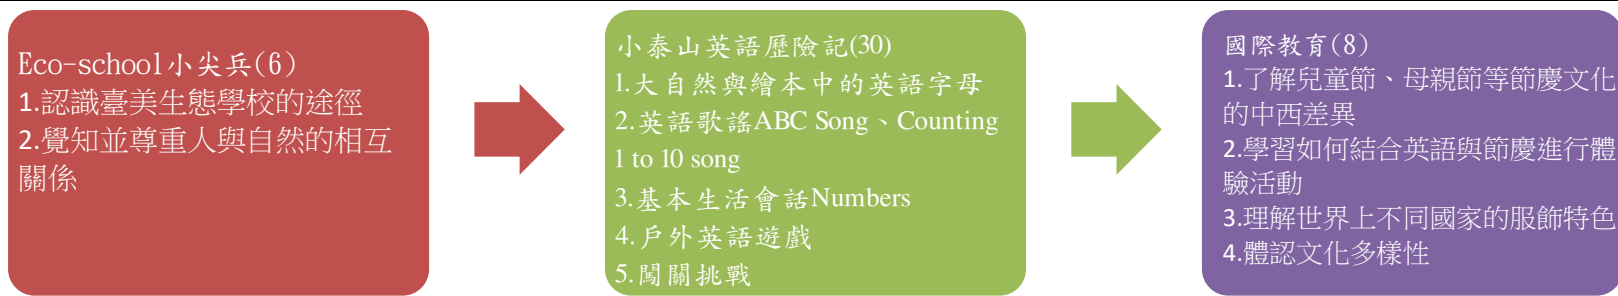 Eco-school小尖兵(6)
1.認識臺美生態學校的途徑
2.覺知並尊重人與自然的相互
關係
小泰山英語歷險記(30)
1.大自然與繪本中的英語字母
2.英語歌謠ABC Song、Counting
1 to 10 song
3.基本生活會話Numbers
4.戶外英語遊戲
5.闖關挑戰
國際教育(8)
1.了解兒童節、母親節等節慶文化
的中西差異
2.學習如何結合英語與節慶進行體
驗活動
3.理解世界上不同國家的服飾特色
4.體認文化多樣性